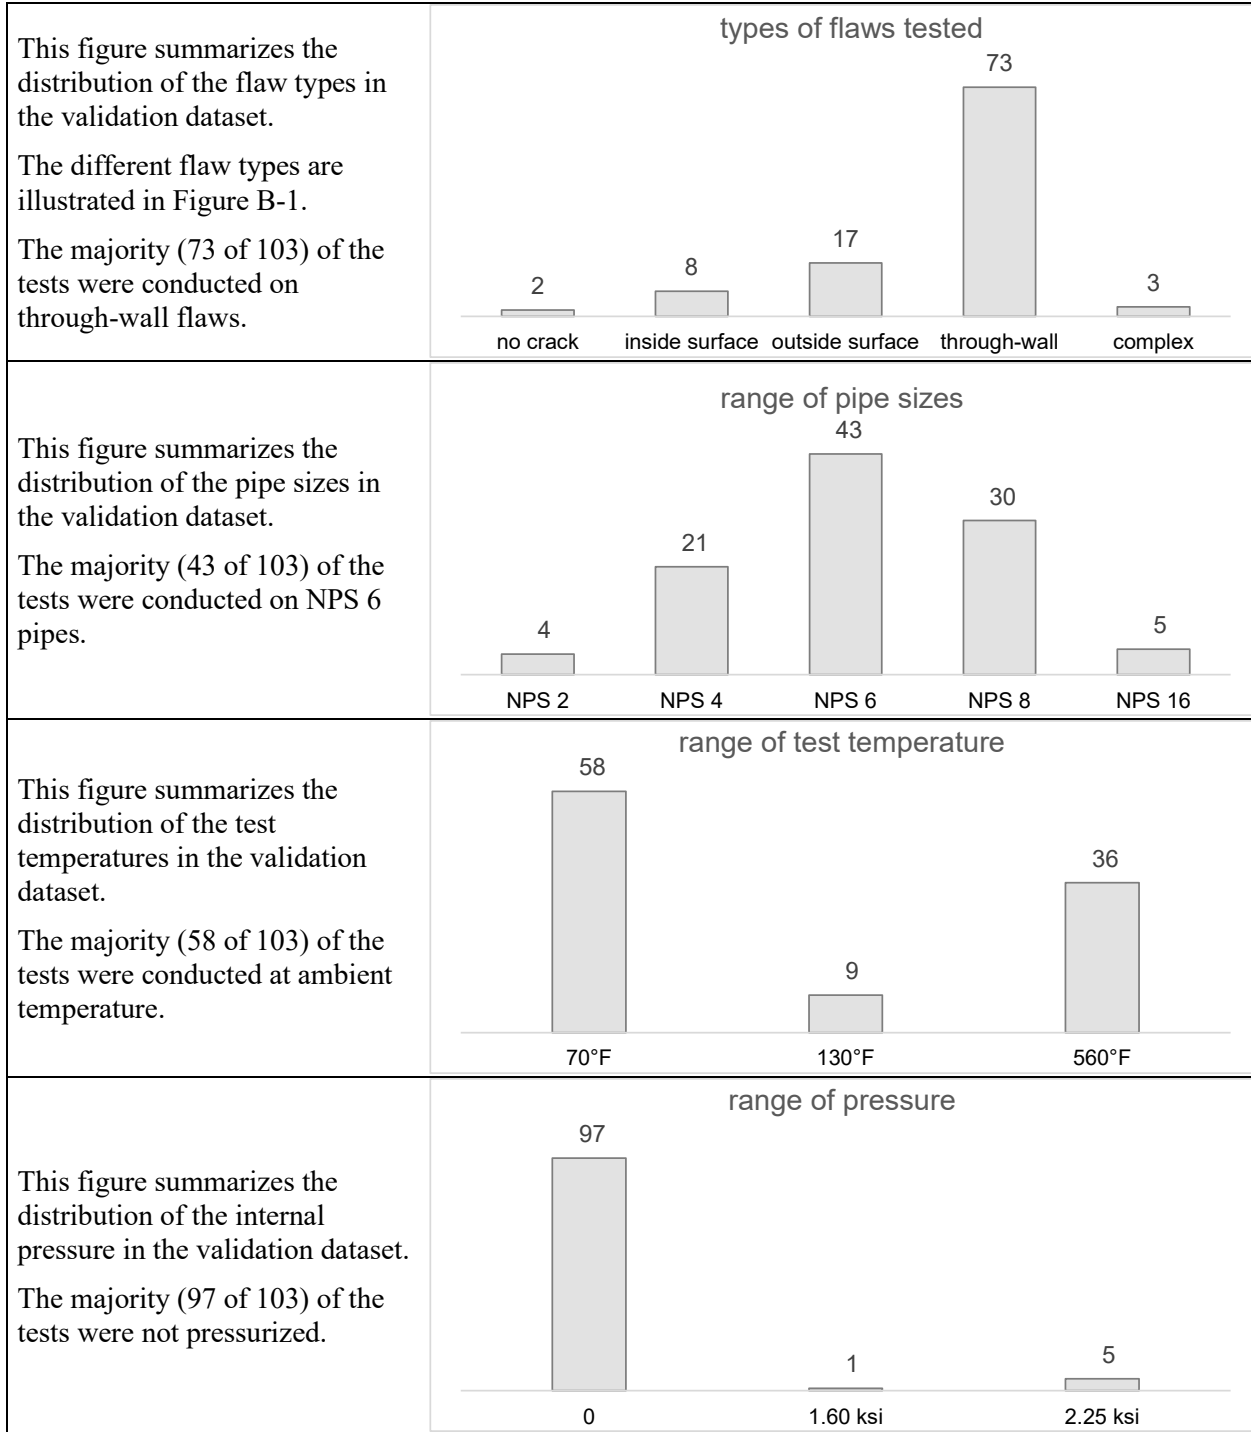 This figure summarizes the
distribution of the flaw types in
the validation dataset.
The different flaw types are
illustrated in Figure B-1.
The majority (73 of 103) of the
tests were conducted on
through-wall flaws.
types of flaws tested
73
17
8
3
2
no crack inside surface outside surface through-wall complex
This figure summarizes the
distribution of the pipe sizes in
the validation dataset.
The majority (43 of 103) of the
tests were conducted on NPS 6
pipes.
range of pipe sizes
43
30
21
5
4
NPS 2 NPS 4 NPS 6 NPS 8 NPS 16
This figure summarizes the
distribution of the test
temperatures in the validation
dataset.
The majority (58 of 103) of the
tests were conducted at ambient
temperature.
range of test temperature
58
36
9
70°F 130°F 560°F
This figure summarizes the
distribution of the internal
pressure in the validation dataset.
The majority (97 of 103) of the
tests were not pressurized.
range of pressure
97
5
1
0 1.60 ksi 2.25 ksi